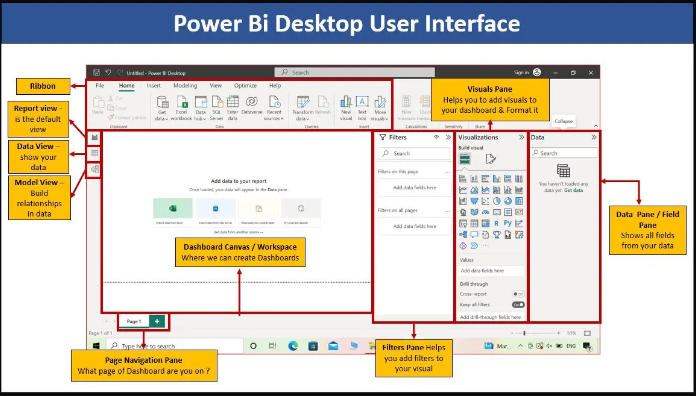 Power Bi Desktop User Interface
Untitled - Power BI Desktop
Search
Sign in
File Home Insert Modeling View Optimize Help
Ribbon
Report view -
is the default
view
Data View –
show your
data
Model View –
Build
relationships
in data
Visuals Pane
Helps you to add visuals to
your dashboard & Format it
Collapse
Get
data
Excel
workbook
Data
hub
SQL
Server
Enter
data
Dataverse
Recent
sources
Transform
data
Refresh
New
visual
Text
box
More
visuals
Clipboard
Data
Queries
Insert
Calculations
Sensitivity
Share
Add data to your report
Once loaded, your data will appear in the Data pane.
Get data from another source
Dashboard Canvas / Workspace
Where we can create Dashboards
Filters
Search
Filters on this page
Add data fields here
Filters on all pages
Add data fields here
Visualizations
Build visual
Values
Add data fields here
Drill through
Cross-report
Keep all filters
Add drill-through fields here
Data
Search
You haven't loaded any
data yet. Get data
Data Pane / Field
Pane
Shows all fields
from your data
Page 1
Page 1 of 1
Type here to search
Mar...
ENG
Page Navigation Pane
What page of Dashboard are you on ?
Filters Pane Helps
you add filters to
your visual